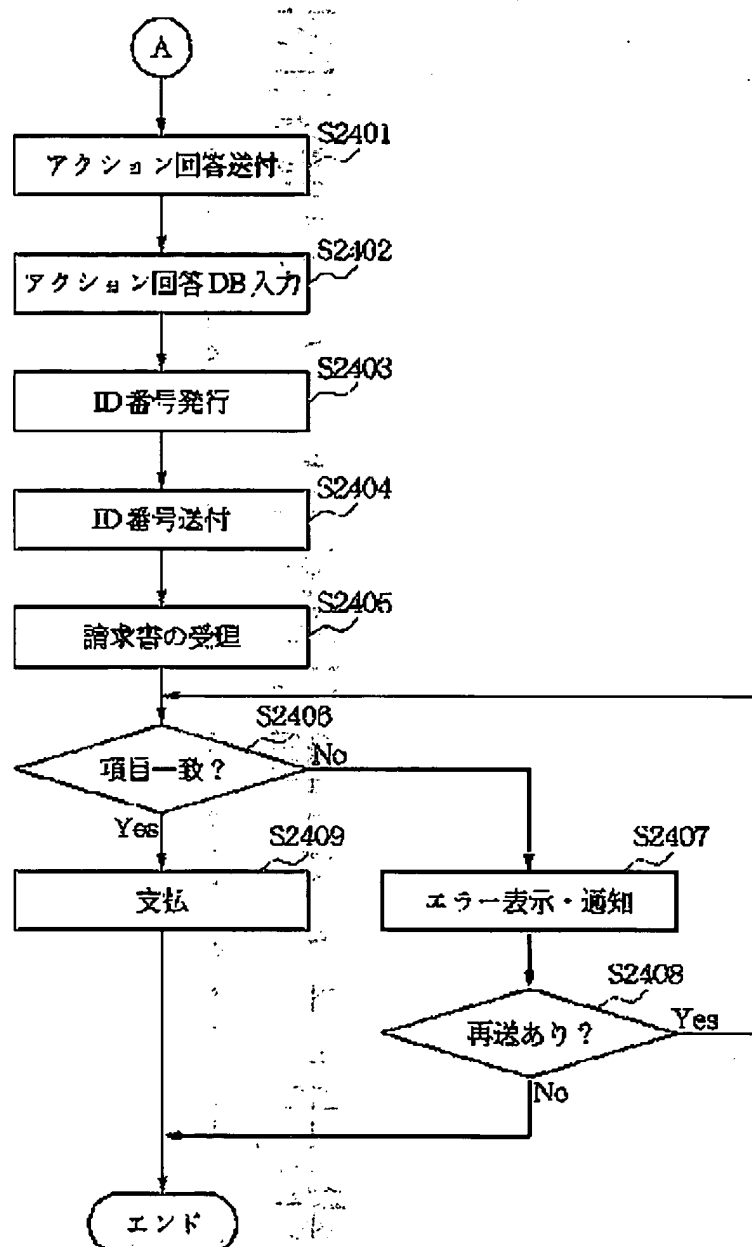 A
S2401
アクション回答送付
S2402
アクション回答DB入力
S2403
ID番号発行
S2404
ID番号送付
S2405
請求書の受理
S2406
項目一致?
No
Yes
S2409
支払
S2407
エラー表示・通知
S2408
再送あり?
Yes
No
エンド